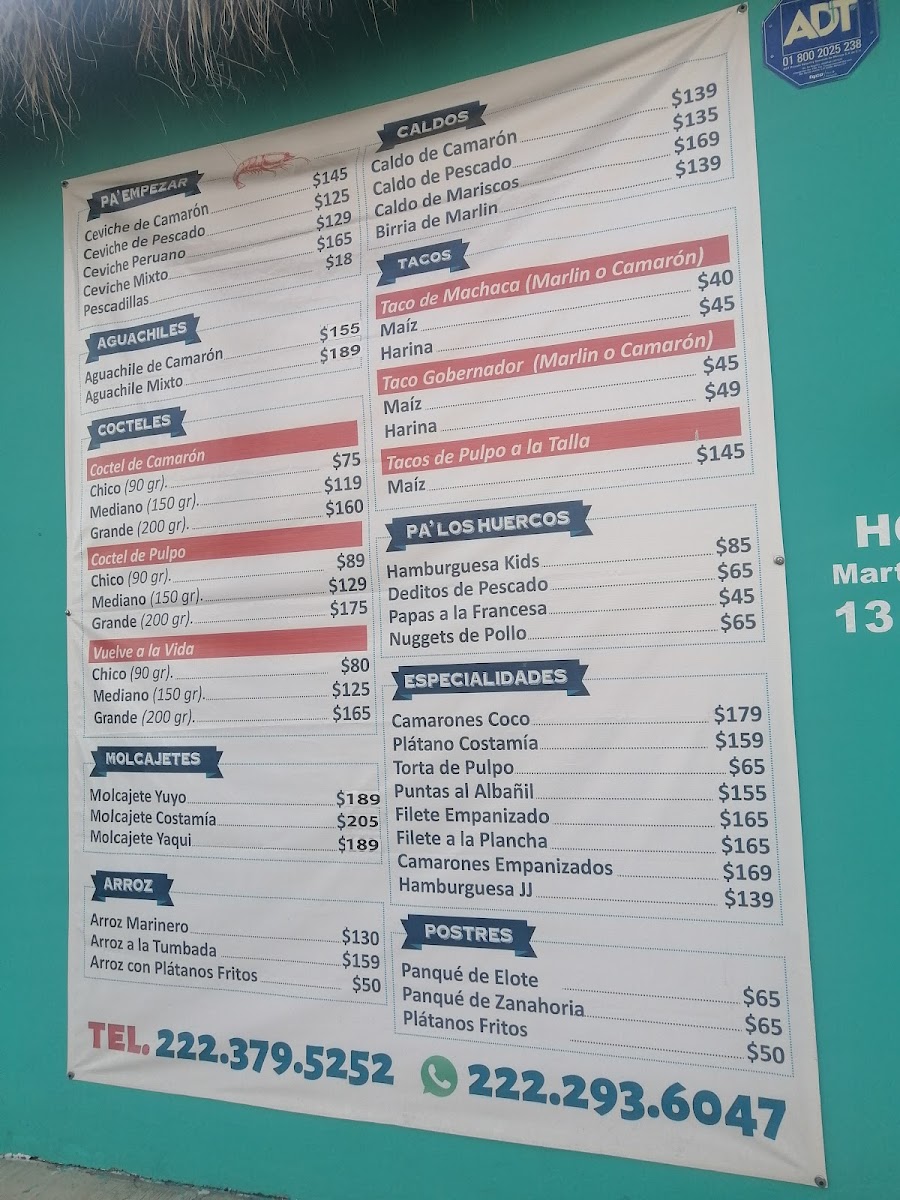 PA' EMPEZAR
Ceviche de Camarón $145
Ceviche de Pescado $125
Ceviche Peruano $129
Ceviche Mixto $165
Pescadillas $18
AGUACHILES
Aguachile de Camarón $155
Aguachile Mixto $189
COCTELES
Coctel de Camarón
Chico (90 gr). $75
Mediano (150 gr). $119
Grande (200 gr). $160
Coctel de Pulpo
Chico (90 gr). $89
Mediano (150 gr). $129
Grande (200 gr). $175
Vuelve a la Vida
Chico (90 gr). $80
Mediano (150 gr). $125
Grande (200 gr). $165
MOLCAJETES
Molcajete Yuyo $189
Molcajete Costamía $205
Molcajete Yaqui $189
ARROZ
Arroz Marinero $130
Arroz a la Tumbada $159
Arroz con Plátanos Fritos $50
CALDOS
Caldo de Camarón $139
Caldo de Pescado $135
Caldo de Mariscos $169
Birria de Marlin $139
TACOS
Taco de Machaca (Marlin o Camarón)
Maíz $40
Harina $45
Taco Gobernador (Marlin o Camarón)
Maíz $45
Harina $49
Tacos de Pulpo a la Talla
Maíz $145
PA' LOS HUERCOS
Hamburguesa Kids $85
Deditos de Pescado $65
Papas a la Francesa $45
Nuggets de Pollo $65
ESPECIALIDADES
Camarones Coco $179
Plátano Costamía $159
Torta de Pulpo $65
Puntas al Albañil $155
Filete Empanizado $165
Filete a la Plancha $165
Camarones Empanizados $169
Hamburguesa JJ $139
POSTRES
Panqué de Elote $65
Panqué de Zanahoria $65
Plátanos Fritos $50
TEL. 222.379.5252 222.293.6047
ADT
01 800 2025 238
Mart
13